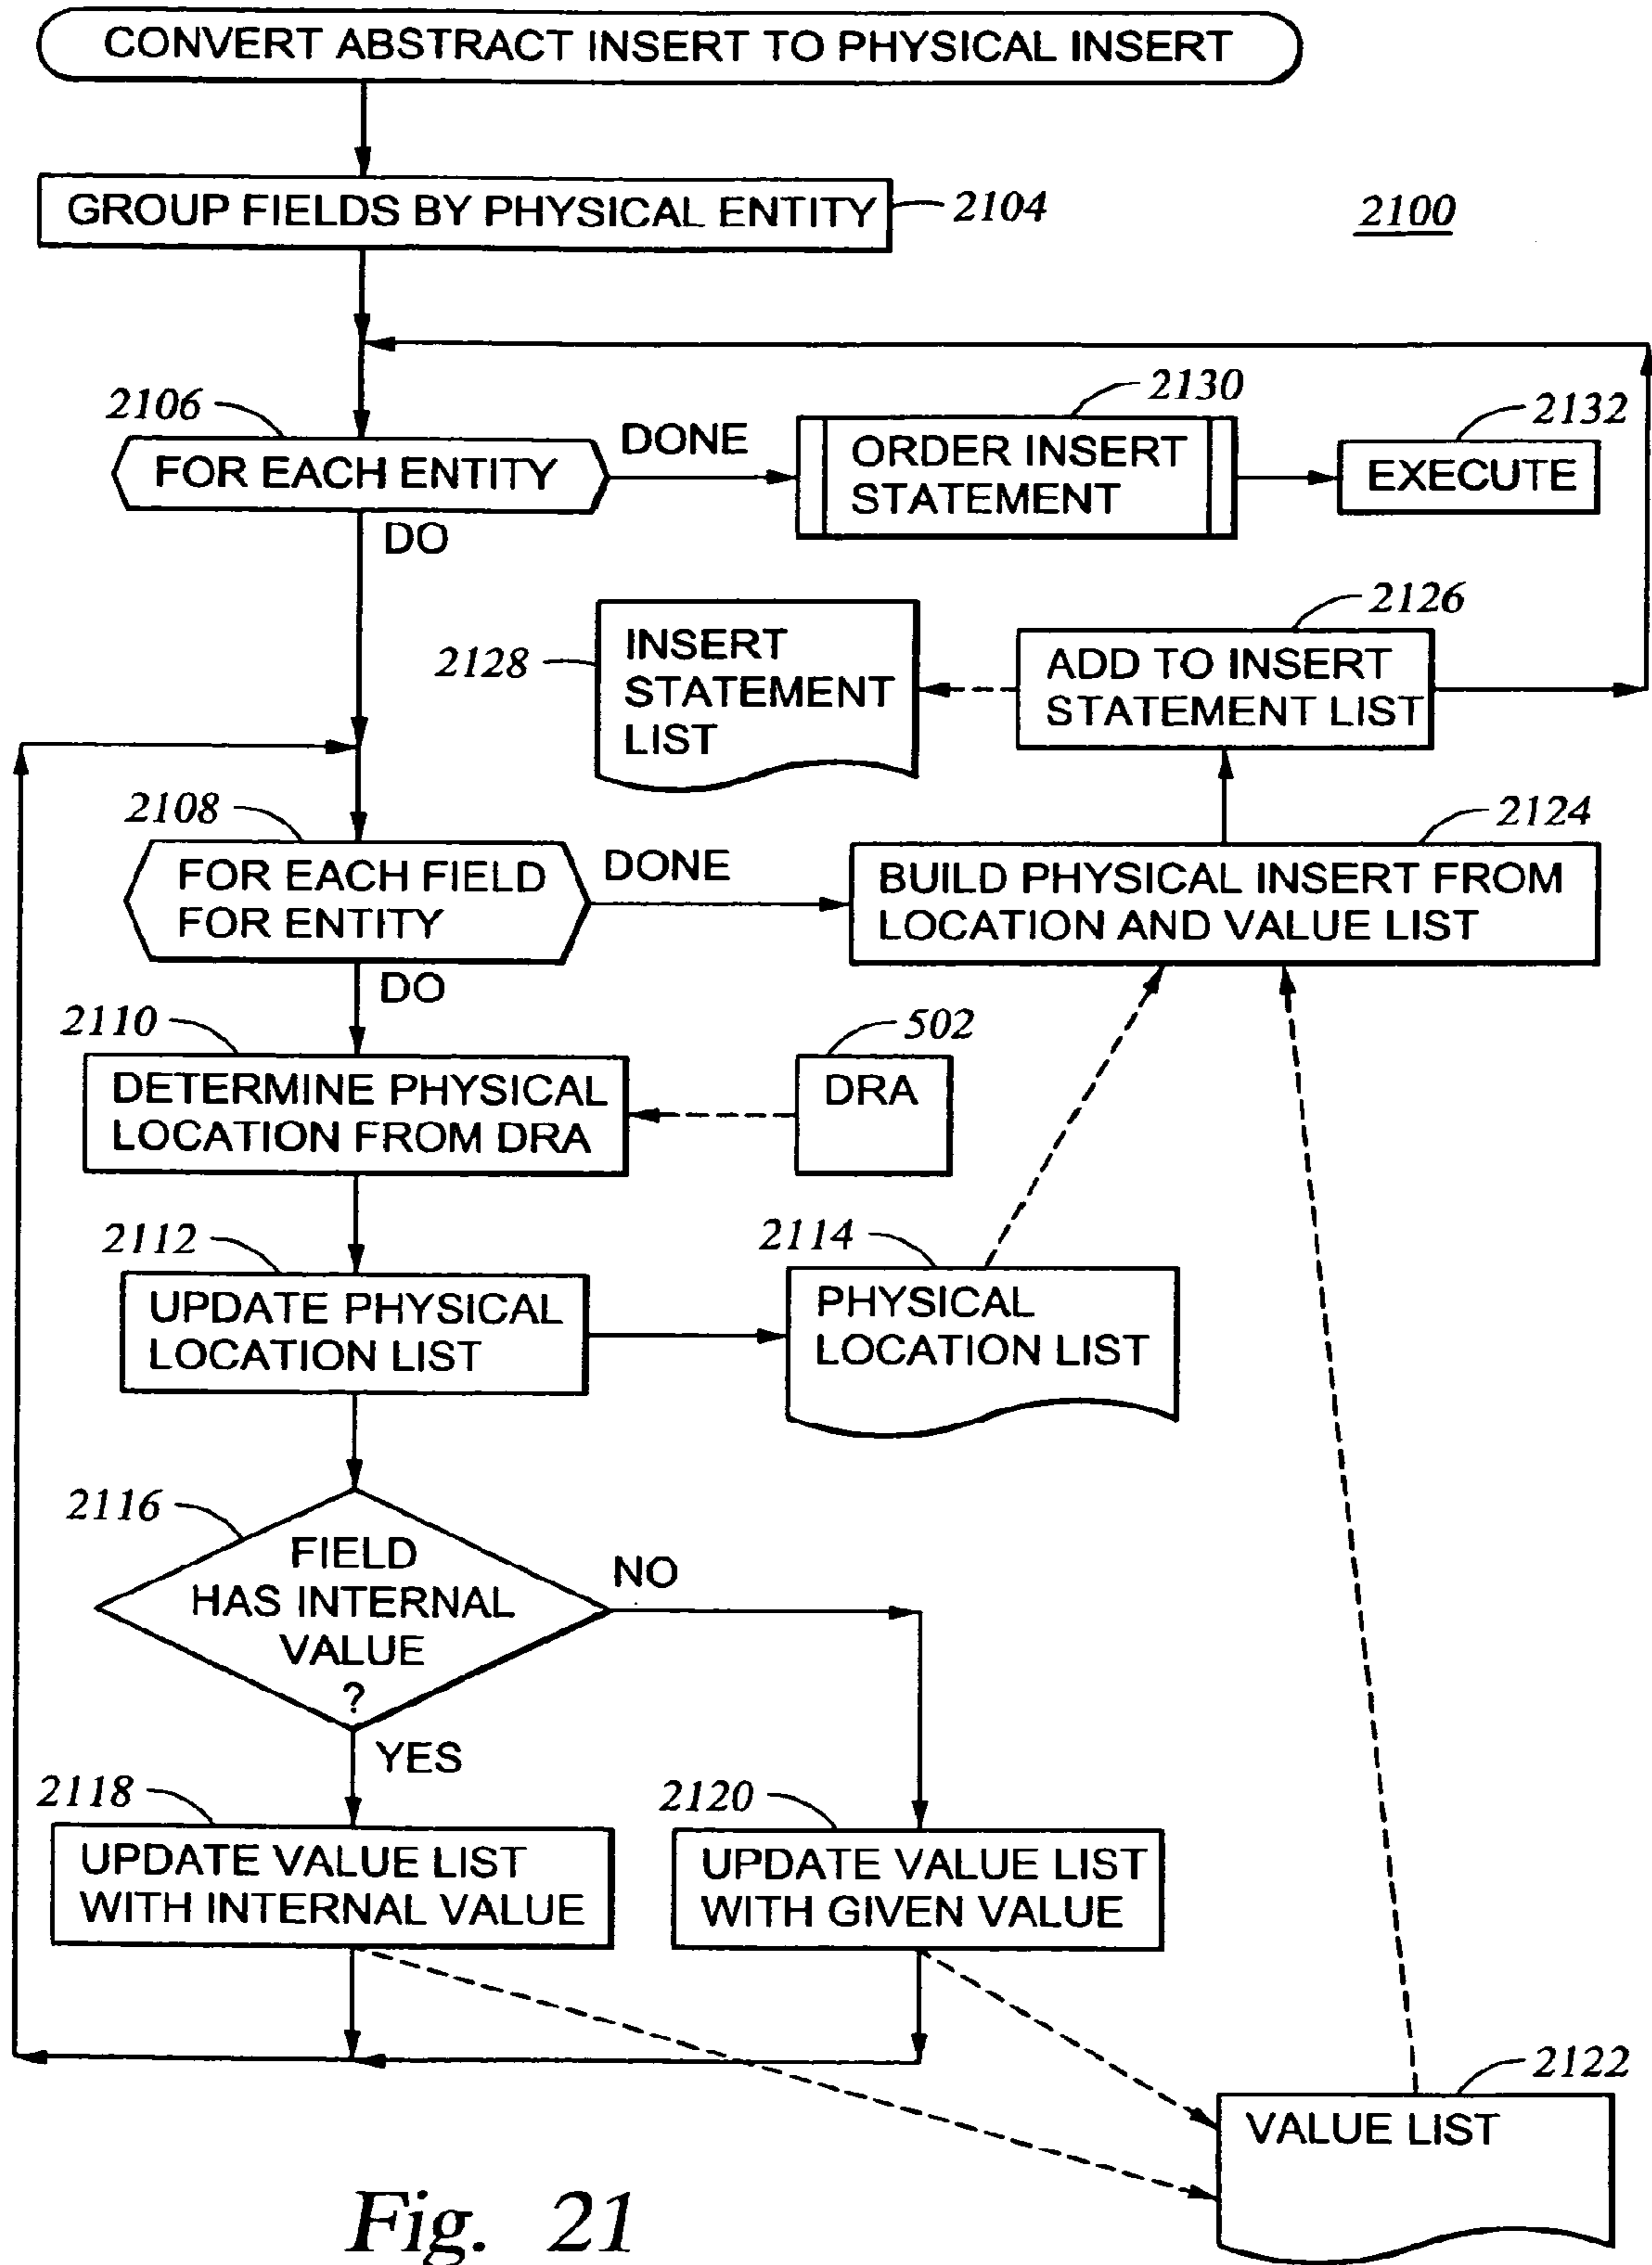 CONVERT ABSTRACT INSERT TO PHYSICAL INSERT
GROUP FIELDS BY PHYSICAL ENTITY
2104
2100
2106
FOR EACH ENTITY
DONE
DO
2130
ORDER INSERT
STATEMENT
2132
EXECUTE
2128
INSERT
STATEMENT
LIST
2126
ADD TO INSERT
STATEMENT LIST
2108
FOR EACH FIELD
FOR ENTITY
DONE
DO
2124
BUILD PHYSICAL INSERT FROM
LOCATION AND VALUE LIST
2110
DETERMINE PHYSICAL
LOCATION FROM DRA
502
DRA
2112
UPDATE PHYSICAL
LOCATION LIST
2114
PHYSICAL
LOCATION LIST
2116
FIELD
HAS INTERNAL
VALUE
?
NO
YES
2118
UPDATE VALUE LIST
WITH INTERNAL VALUE
2120
UPDATE VALUE LIST
WITH GIVEN VALUE
2122
VALUE LIST
Fig. 21